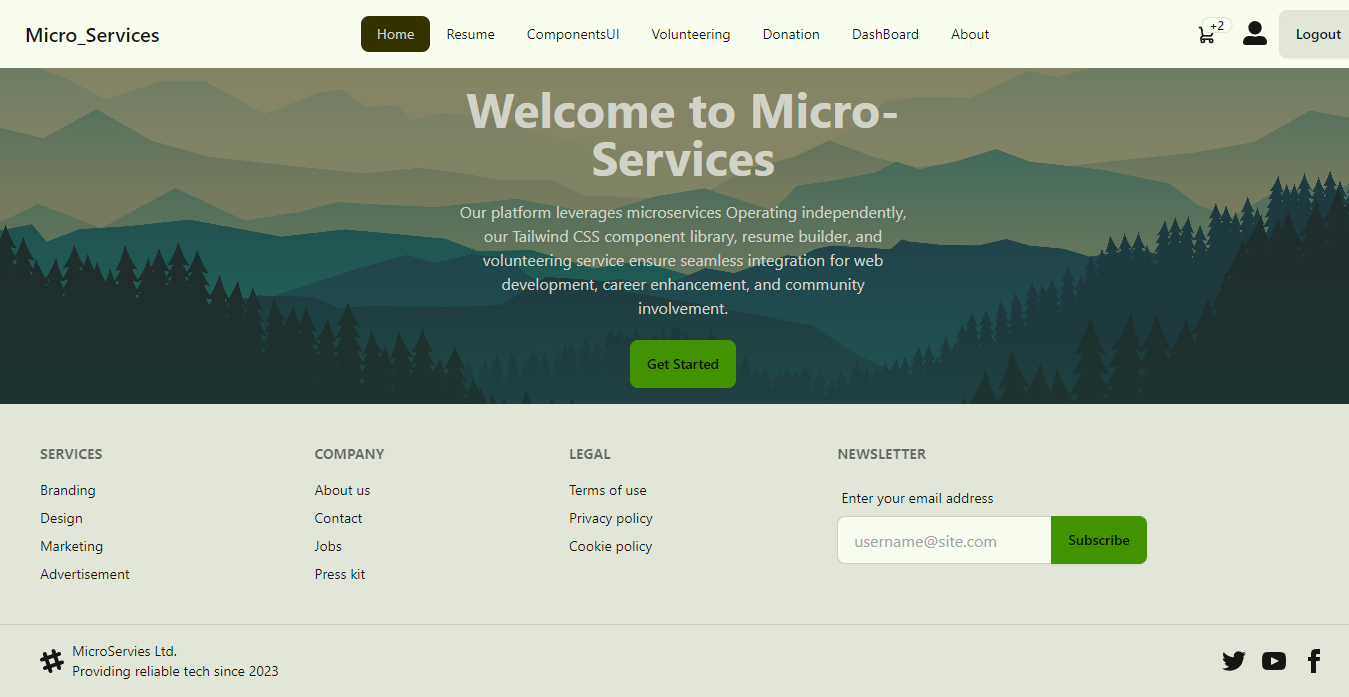 Micro_Services
Home Resume ComponentsUI Volunteering Donation DashBoard About
+2
Logout
Welcome to Micro-
Services
Our platform leverages microservices Operating independently,
our Tailwind CSS component library, resume builder, and
volunteering service ensure seamless integration for web
development, career enhancement, and community
involvement.
Get Started
SERVICES
Branding
Design
Marketing
Advertisement
COMPANY
About us
Contact
Jobs
Press kit
LEGAL
Terms of use
Privacy policy
Cookie policy
NEWSLETTER
Enter your email address
username@site.com
Subscribe
MicroServies Ltd.
Providing reliable tech since 2023